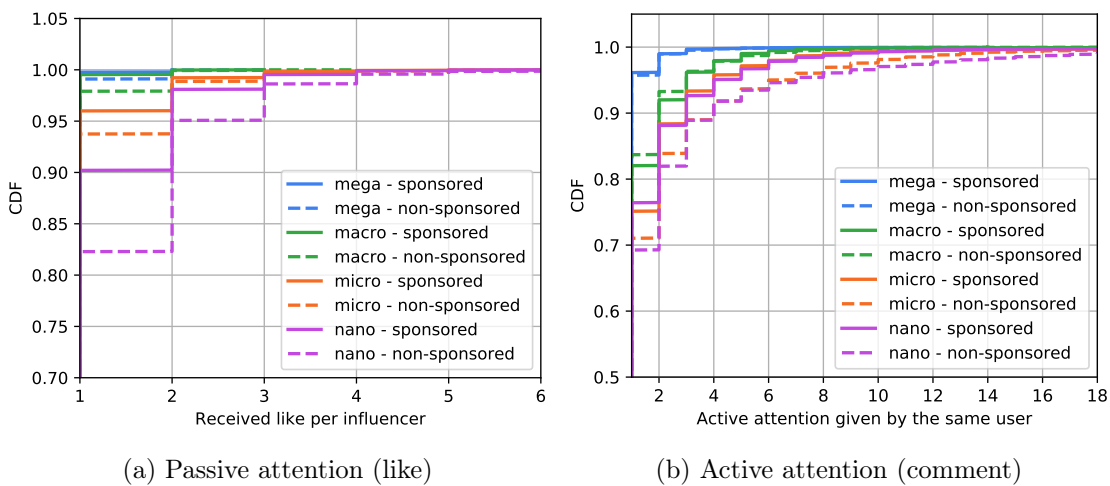 1.05
1.00
0.95
0.90
0.85
0.80
0.75
0.70
CDF
mega - sponsored
mega - non-sponsored
macro - sponsored
macro - non-sponsored
micro - sponsored
micro - non-sponsored
nano - sponsored
nano - non-sponsored
1 2 3 4 5 6
Received like per influencer
(a) Passive attention (like)
1.0
0.9
0.8
0.7
0.6
0.5
CDF
mega - sponsored
mega - non-sponsored
macro - sponsored
macro - non-sponsored
micro - sponsored
micro - non-sponsored
nano - sponsored
nano - non-sponsored
2 4 6 8 10 12 14 16 18
Active attention given by the same user
(b) Active attention (comment)